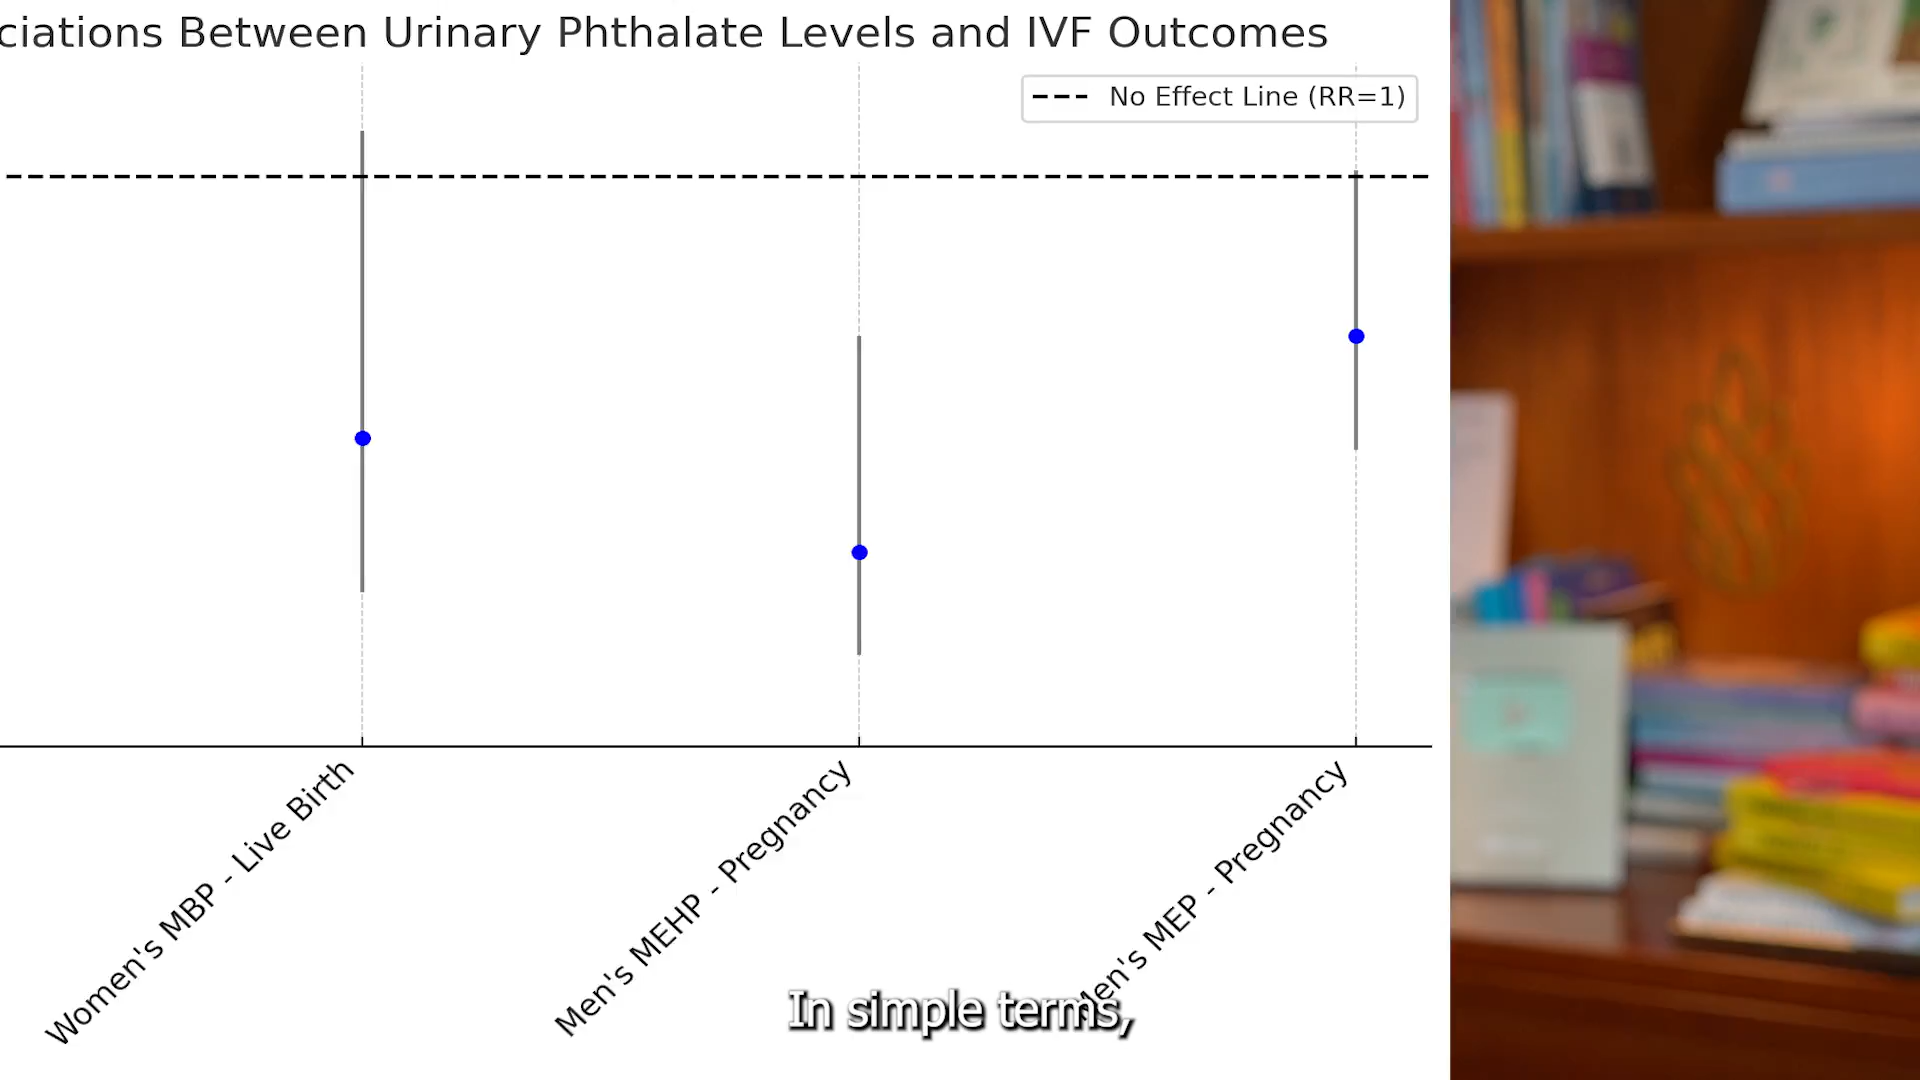 ciations Between Urinary Phthalate Levels and IVF Outcomes
No Effect Line (RR=1)
Women's MBP - Live Birth
Men's MEHP - Pregnancy
Men's MEP - Pregnancy
In simple terms,